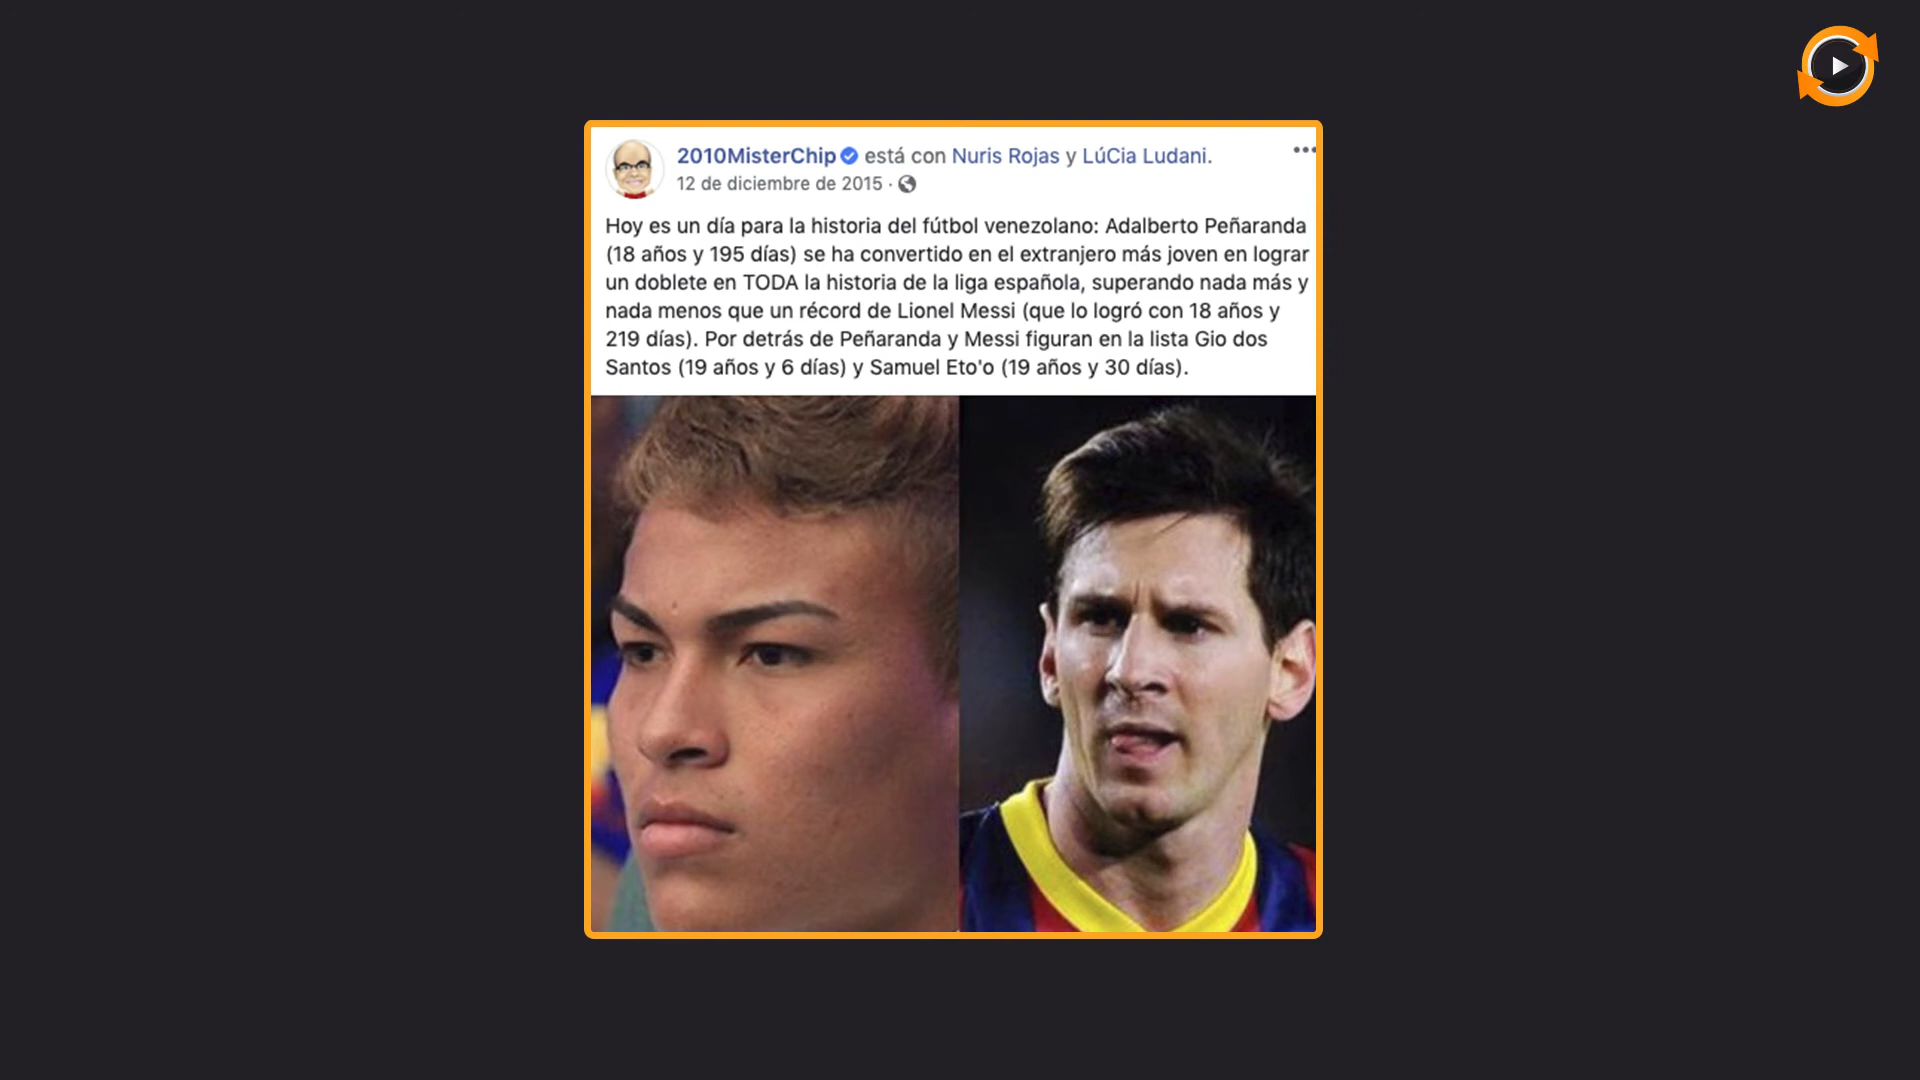 2010MisterChip está con Nuris Rojas y LúCia Ludani.
12 de diciembre de 2015 ·
Hoy es un día para la historia del fútbol venezolano: Adalberto Peñaranda
(18 años y 195 días) se ha convertido en el extranjero más joven en lograr
un doblete en TODA la historia de la liga española, superando nada más y
nada menos que un récord de Lionel Messi (que lo logró con 18 años y
219 días). Por detrás de Peñaranda y Messi figuran en la lista Gio dos
Santos (19 años y 6 días) y Samuel Eto'o (19 años y 30 días).